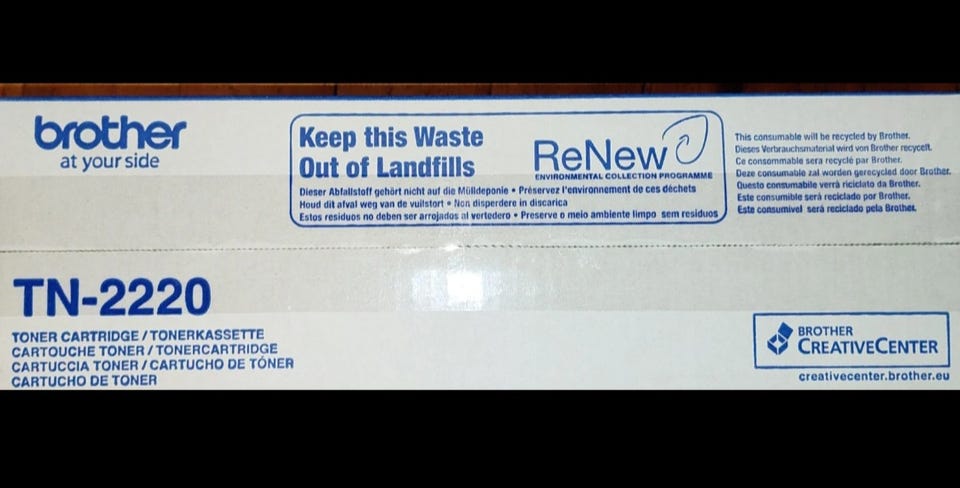 brother
at your side
Keep this Waste
Out of Landfills
ReNew
ENVIRONMENTAL COLLECTION PROGRAMME
Dieser Abfallstoff gehört nicht auf die Mülldeponie • Préservez l'environnement de ces déchets
Houd dit afval weg van de vuilstort • Non disperdere in discarica
Estos residuos no deben ser arrojados al vertedero • Preserve o meio ambiente limpo sem residuos
This consumable will be recycled by Brother.
Dieses Verbrauchsmaterial wird von Brother recycelt.
Ce consommable sera recyclé par Brother.
Deze consumable zal worden gerecycled door Brother.
Questo consumabile verrà riciclato da Brother.
Este consumible será reciclado por Brother.
Este consumível será reciclado pela Brother.
TN-2220
TONER CARTRIDGE / TONERKASSETTE
CARTOUCHE TONER / TONERCARTRIDGE
CARTUCCIA TONER / CARTUCHO DE TÓNER
CARTUCHO DE TONER
BROTHER
CREATIVECENTER
creativecenter.brother.eu